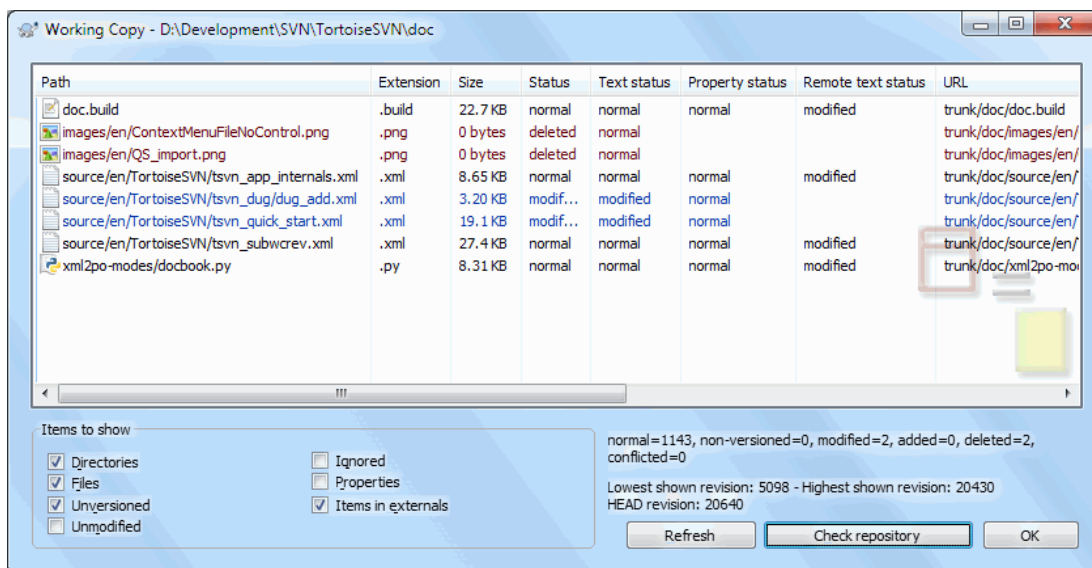 Working Copy - D:\Development\SVN\TortoiseSVN\doc
Path Extension Size Status Text status Property status Remote text status URL
doc.build .build 22.7 KB normal normal normal modified trunk/doc/doc.build
images/en/ContextMenuFileNoControl.png .png 0 bytes deleted normal trunk/doc/images/en/
images/en/QS_import.png .png 0 bytes deleted normal trunk/doc/images/en/
source/en/TortoiseSVN/tsvn_app_internals.xml .xml 8.65 KB normal normal normal modified trunk/doc/source/en/
source/en/TortoiseSVN/tsvn_dug/dug_add.xml .xml 3.20 KB modif... modified normal trunk/doc/source/en/
source/en/TortoiseSVN/tsvn_quick_start.xml .xml 19.1 KB modif... modified normal trunk/doc/source/en/
source/en/TortoiseSVN/tsvn_subwcrev.xml .xml 27.4 KB normal normal normal modified trunk/doc/source/en/
xml2po-modes/docbook.py .py 8.31 KB normal normal normal modified trunk/doc/xml2po-mo
Items to show
Directories
Files
Unversioned
Unmodified
Ignored
Properties
Items in externals
normal=1143, non-versioned=0, modified=2, added=0, deleted=2,
conflicted=0
Lowest shown revision: 5098 - Highest shown revision: 20430
HEAD revision: 20640
Refresh Check repository OK